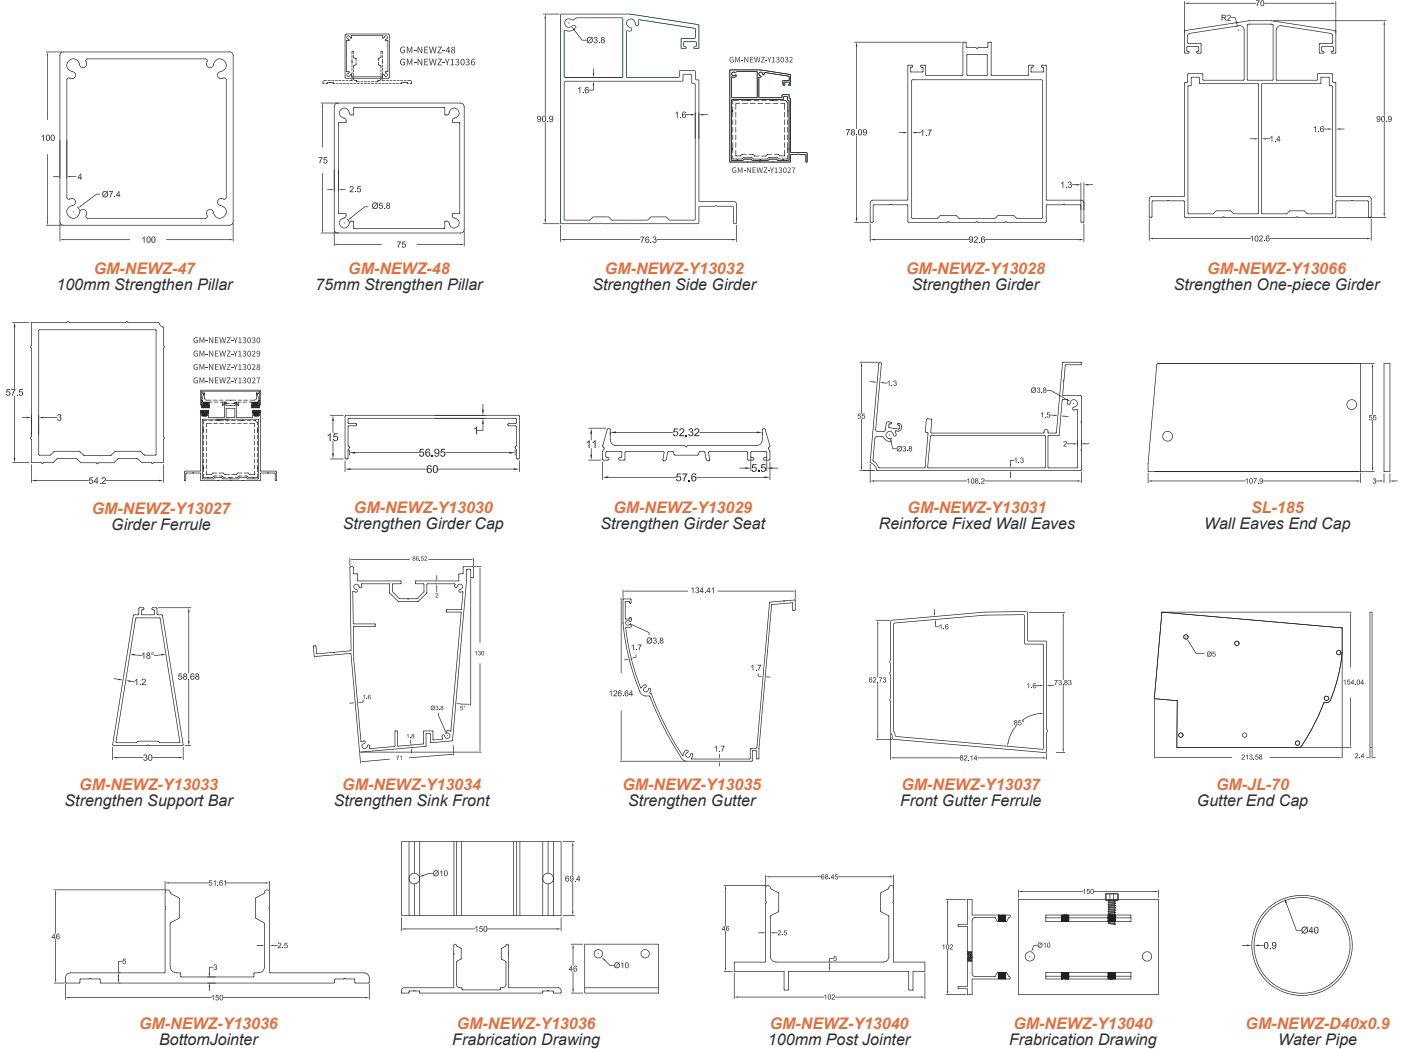 100
4
Ø7.4
100
GM-NEWZ-47
100mm Strengthen Pillar
GM-NEWZ-48
GM-NEWZ-Y13036
75
2.5
Ø5.8
75
GM-NEWZ-48
75mm Strengthen Pillar
Ø3.8
1.6
90.9
1.6
76.3
GM-NEWZ-Y13032
GM-NEWZ-Y13027
GM-NEWZ-Y13032
Strengthen Side Girder
78.09
1.7
1.3
92.6
GM-NEWZ-Y13028
Strengthen Girder
70
R2
90.9
1.6
1.4
102.6
GM-NEWZ-Y13066
Strengthen One-piece Girder
57.5
3
54.2
GM-NEWZ-Y13030
GM-NEWZ-Y13029
GM-NEWZ-Y13028
GM-NEWZ-Y13027
GM-NEWZ-Y13027
Girder Ferrule
15
1
56.95
60
GM-NEWZ-Y13030
Strengthen Girder Cap
52.32
11
5.5
57.6
GM-NEWZ-Y13029
Strengthen Girder Seat
1.3
Ø3.8
55
1.5
Ø3.8
2
1.3
108.2
GM-NEWZ-Y13031
Reinforce Fixed Wall Eaves
55
107.9
3
SL-185
Wall Eaves End Cap
18°
1.2
58.68
30
GM-NEWZ-Y13033
Strengthen Support Bar
86.52
2
130
1.8
Ø3.8
5°
1.8
71
GM-NEWZ-Y13034
Strengthen Sink Front
134.41
Ø3.8
1.7
1.7
126.64
1.7
GM-NEWZ-Y13035
Strengthen Gutter
1.6
62.73
1.6
73.83
85°
62.14
GM-NEWZ-Y13037
Front Gutter Ferrule
Ø5
154.04
213.58
2.4
GM-JL-70
Gutter End Cap
51.61
46
2.5
5
3
150
GM-NEWZ-Y13036
BottomJointer
Ø10
69.4
150
46
Ø10
GM-NEWZ-Y13036
Frabrication Drawing
68.45
46
2.5
5
102
GM-NEWZ-Y13040
100mm Post Jointer
150
102
Ø10
GM-NEWZ-Y13040
Frabrication Drawing
Ø40
0.9
GM-NEWZ-D40x0.9
Water Pipe